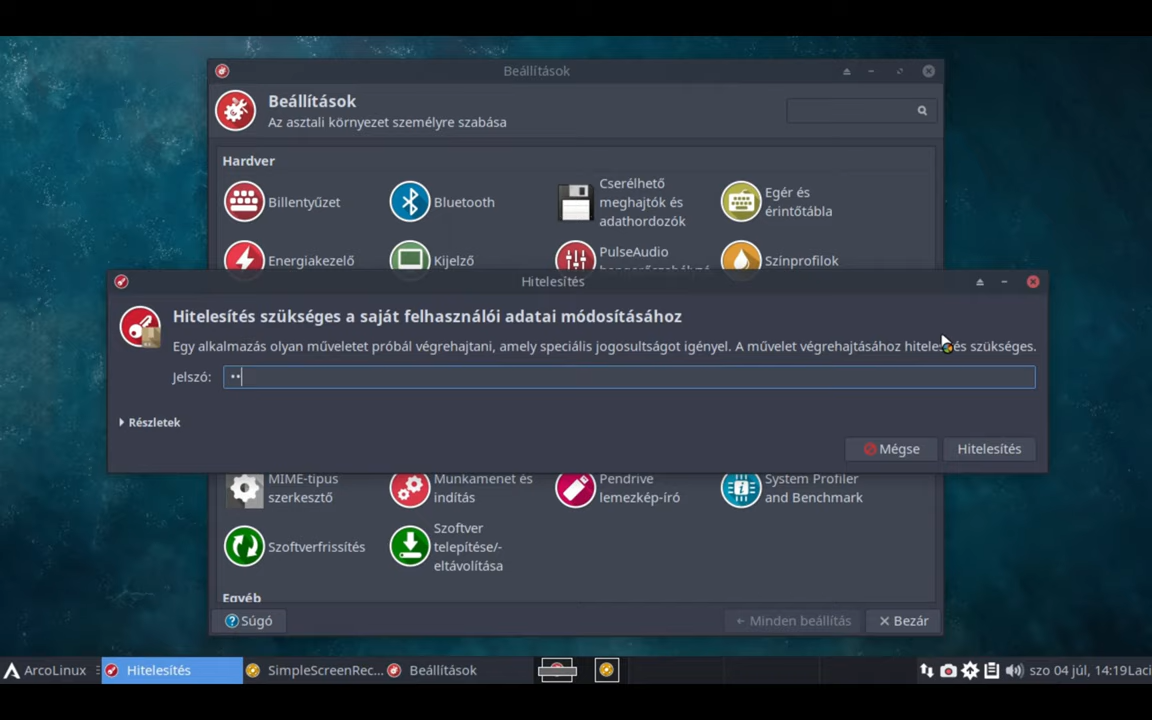 Beállítások
Beállítások
Az asztali környezet személyre szabása
Hardver
Billentyűzet
Bluetooth
Cserélhető
meghajtók és
adathordozók
Egér és
érintőtábla
Energiakezelő
Kijelző
PulseAudio
Színprofilok
Hitelesítés
Hitelesítés szükséges a saját felhasználói adatai módosításához
Egy alkalmazás olyan műveletet próbál végrehajtani, amely speciális jogosultságot igényel. A művelet végrehajtásához hitelesítés szükséges.
Jelszó: ••
Részletek
Mégse
Hitelesítés
MIME-típus
szerkesztő
Munkamenet és
indítás
Pendrive
lemezkép-író
System Profiler
and Benchmark
Szoftverfrissítés
Szoftver
telepítése/-
eltávolítása
Egyéb
Súgó
Minden beállítás
Bezár
ArcoLinux
Hitelesítés
SimpleScreenRec...
Beállítások
szo 04 júl, 14:19
Laci